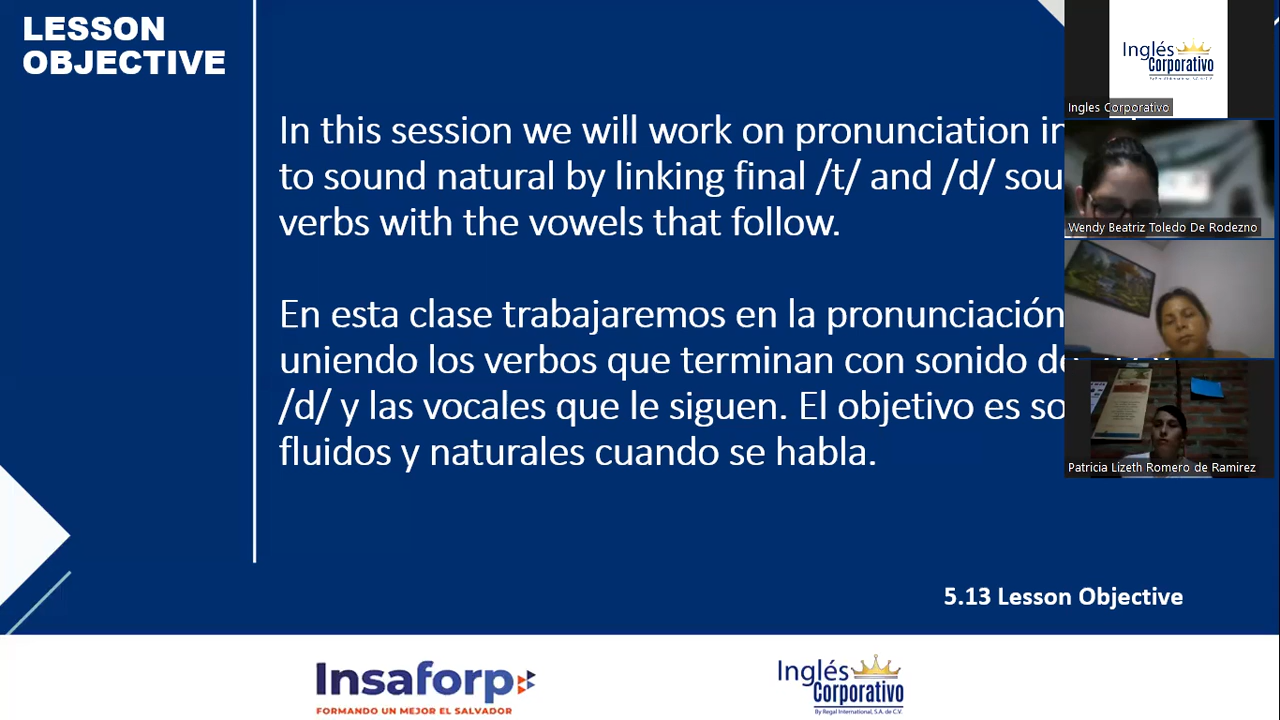 LESSON
OBJECTIVE
In this session we will work on pronunciation in
to sound natural by linking final /t/ and /d/ sou
verbs with the vowels that follow.
En esta clase trabajaremos en la pronunciación
uniendo los verbos que terminan con sonido de
/d/ y las vocales que le siguen. El objetivo es so
fluidos y naturales cuando se habla.
5.13 Lesson Objective
Insaforp
FORMANDO UN MEJOR EL SALVADOR
Inglés
Corporativo
By Regal International, S.A. de C.V.
Inglés
Corporativo
Ingles Corporativo
Wendy Beatriz Toledo De Rodezno
Patricia Lizeth Romero de Ramirez